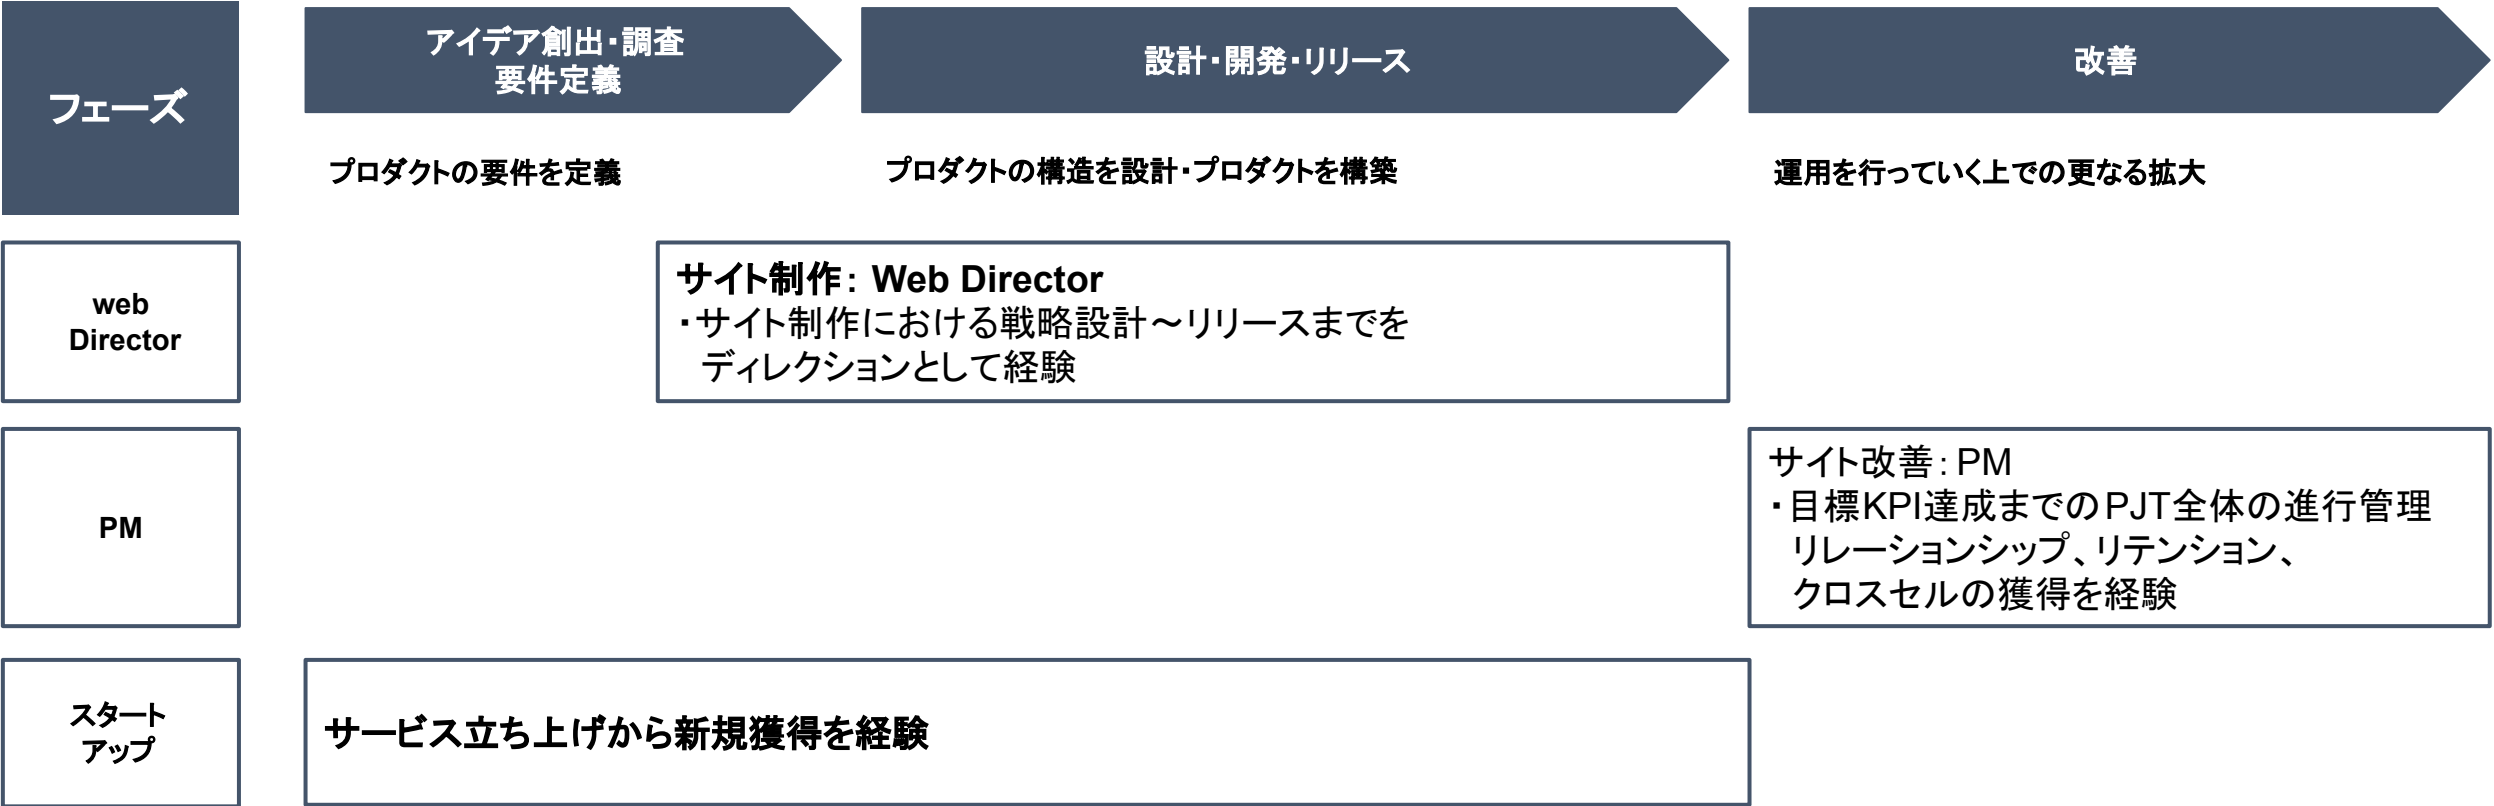 フェーズ
アイデア創出・調査
要件定義
設計・開発・リリース
改善
プロダクトの要件を定義
プロダクトの構造を設計・プロダクトを構築
運用を行っていく上での更なる拡大
web
Director
サイト制作： Web Director
・サイト制作における戦略設計～リリースまでを
ディレクションとして経験
PM
サイト改善：PM
・目標KPI達成までのPJT全体の進行管理
リレーションシップ、リテンション、
クロスセルの獲得を経験
スタート
アップ
サービス立ち上げから新規獲得を経験